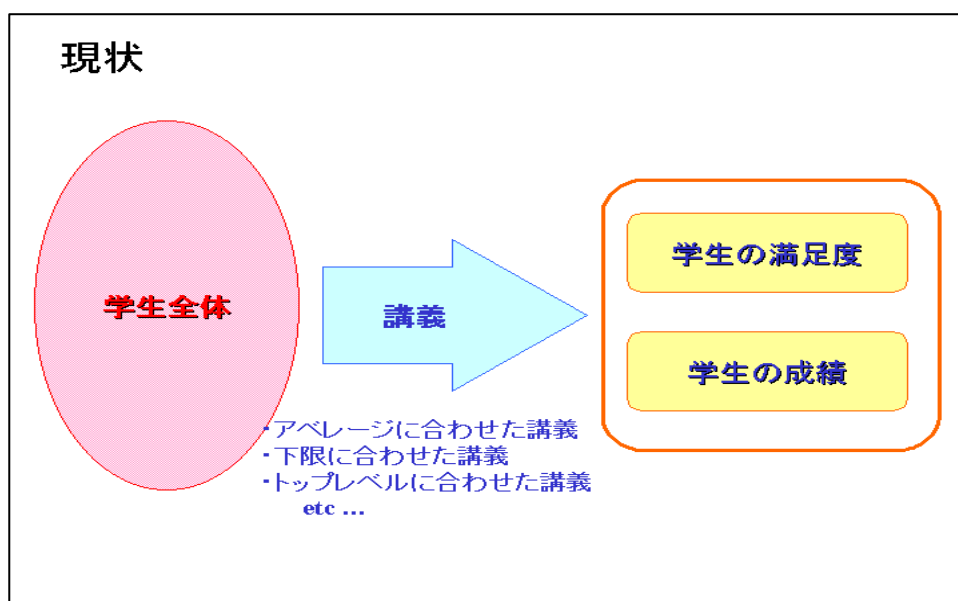 現状
学生全体
講義
・アベレージに合わせた講義
・下限に合わせた講義
・トップレベルに合わせた講義
etc ...
学生の満足度
学生の成績